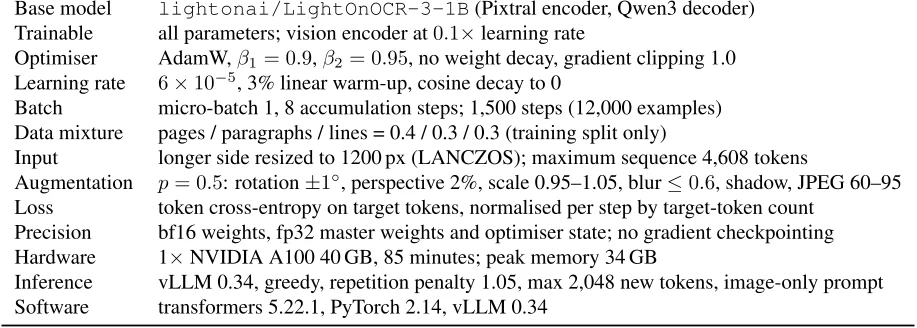 Base model lightonai/LightOnOCR-3-1B (Pixtral encoder, Qwen3 decoder)
Trainable all parameters; vision encoder at 0.1× learning rate
Optimiser AdamW, β₁ = 0.9, β₂ = 0.95, no weight decay, gradient clipping 1.0
Learning rate 6 × 10⁻⁵, 3% linear warm-up, cosine decay to 0
Batch micro-batch 1, 8 accumulation steps; 1,500 steps (12,000 examples)
Data mixture pages / paragraphs / lines = 0.4 / 0.3 / 0.3 (training split only)
Input longer side resized to 1200 px (LANCZOS); maximum sequence 4,608 tokens
Augmentation p = 0.5: rotation ±1°, perspective 2%, scale 0.95–1.05, blur ≤ 0.6, shadow, JPEG 60–95
Loss token cross-entropy on target tokens, normalised per step by target-token count
Precision bf16 weights, fp32 master weights and optimiser state; no gradient checkpointing
Hardware 1× NVIDIA A100 40 GB, 85 minutes; peak memory 34 GB
Inference vLLM 0.34, greedy, repetition penalty 1.05, max 2,048 new tokens, image-only prompt
Software transformers 5.22.1, PyTorch 2.14, vLLM 0.34